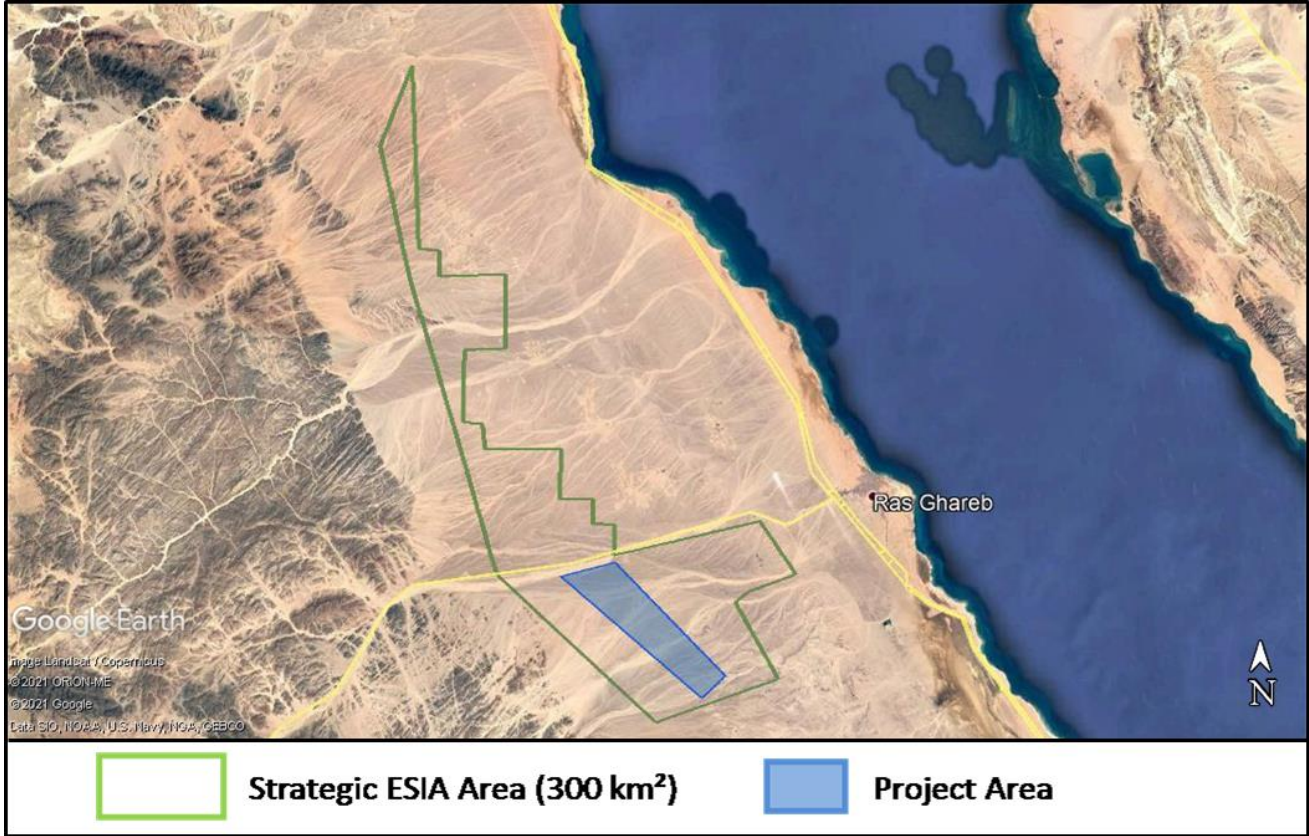 Ras Ghareb
Google Earth
Image Landsat / Copernicus
© 2021 ORION-ME
© 2021 Google
Data SIO, NOAA, U.S. Navy, NGA, GEBCO
N
Strategic ESIA Area (300 km²)
Project Area